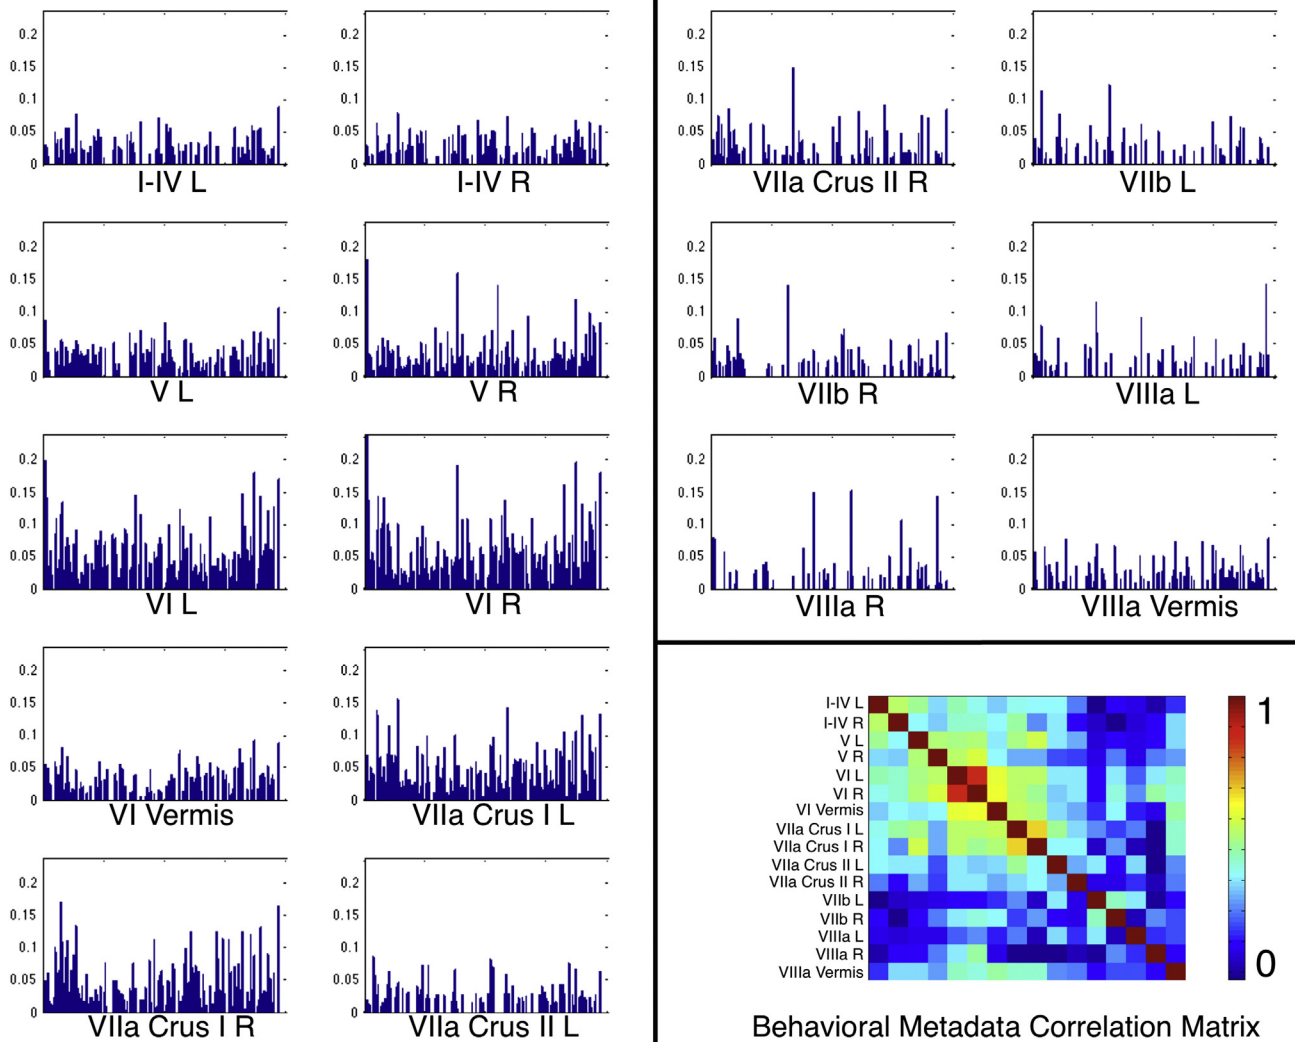 0.2 0.2 0.2 0.2
0.15 0.15 0.15 0.15
0.1 0.1 0.1 0.1
0.05 0.05 0.05 0.05
0 0 0 0
I-IV L I-IV R VIIa Crus II R VIIb L
0.2 0.2 0.2 0.2
0.15 0.15 0.15 0.15
0.1 0.1 0.1 0.1
0.05 0.05 0.05 0.05
0 0 0 0
V L V R VIIb R VIIIa L
0.2 0.2 0.2 0.2
0.15 0.15 0.15 0.15
0.1 0.1 0.1 0.1
0.05 0.05 0.05 0.05
0 0 0 0
VI L VI R VIIIa R VIIIa Vermis
0.2 0.2
0.15 0.15
0.1 0.1
0.05 0.05
0 0
VI Vermis VIIa Crus I L
0.2 0.2
0.15 0.15
0.1 0.1
0.05 0.05
0 0
VIIa Crus I R VIIa Crus II L
I-IV L
I-IV R
V L
V R
VI L
VI R
VI Vermis
VIIa Crus I L
VIIa Crus I R
VIIa Crus II L
VIIa Crus II R
VIIb L
VIIb R
VIIIa L
VIIIa R
VIIIa Vermis
1
0
Behavioral Metadata Correlation Matrix